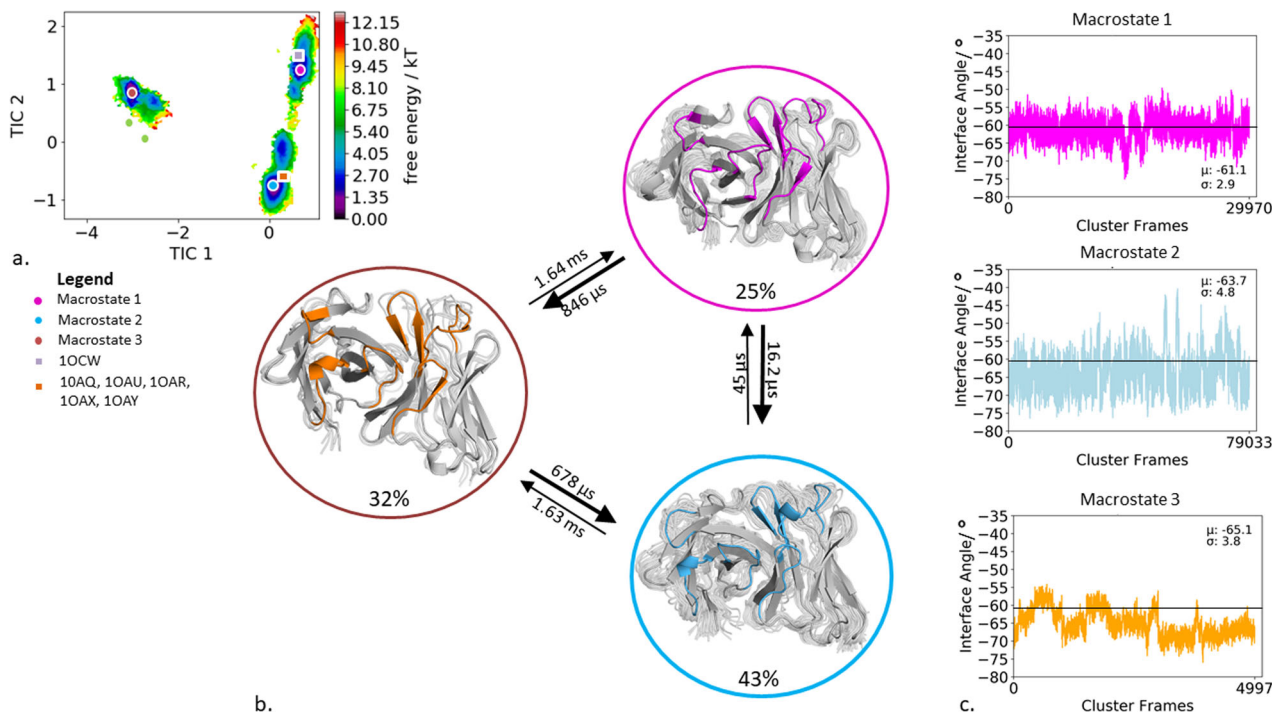 2
1
0
−1
TIC 2
−4
−2
0
TIC 1
12.15
10.80
9.45
8.10
6.75
5.40
4.05
2.70
1.35
0.00
free energy / kT
a.
Legend
Macrostate 1
Macrostate 2
Macrostate 3
1OCW
10AQ, 1OAU, 1OAR,
1OAX, 1OAY
25%
1.64 ms
846 µs
32%
16.2 µs
45 µs
678 µs
1.63 ms
43%
b.
Macrostate 1
Interface Angle/ °
−35
−40
−45
−50
−55
−60
−65
−70
−75
−80
µ: -61.1
σ: 2.9
0
29970
Cluster Frames
Macrostate 2
Interface Angle/ °
−35
−40
−45
−50
−55
−60
−65
−70
−75
−80
µ: -63.7
σ: 4.8
0
79033
Cluster Frames
Macrostate 3
Interface Angle/ °
−35
−40
−45
−50
−55
−60
−65
−70
−75
−80
µ: -65.1
σ: 3.8
0
4997
Cluster Frames
c.